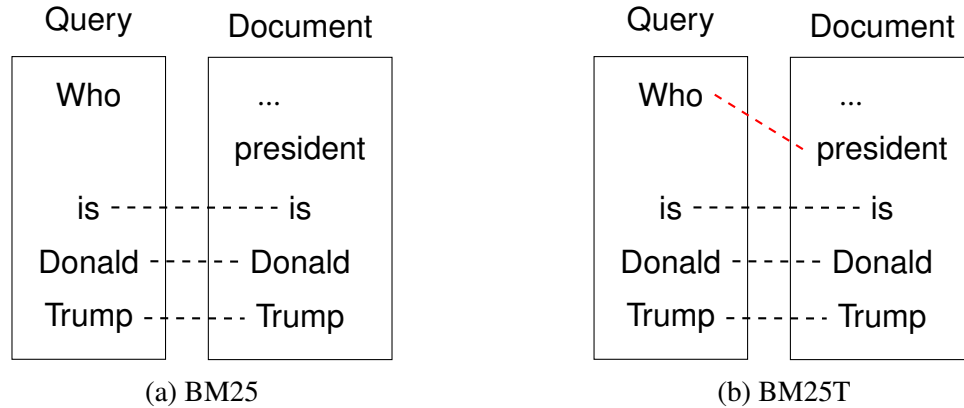 Query Document
Who ...
president
is is
Donald Donald
Trump Trump
(a) BM25
Query Document
Who ...
president
is is
Donald Donald
Trump Trump
(b) BM25T